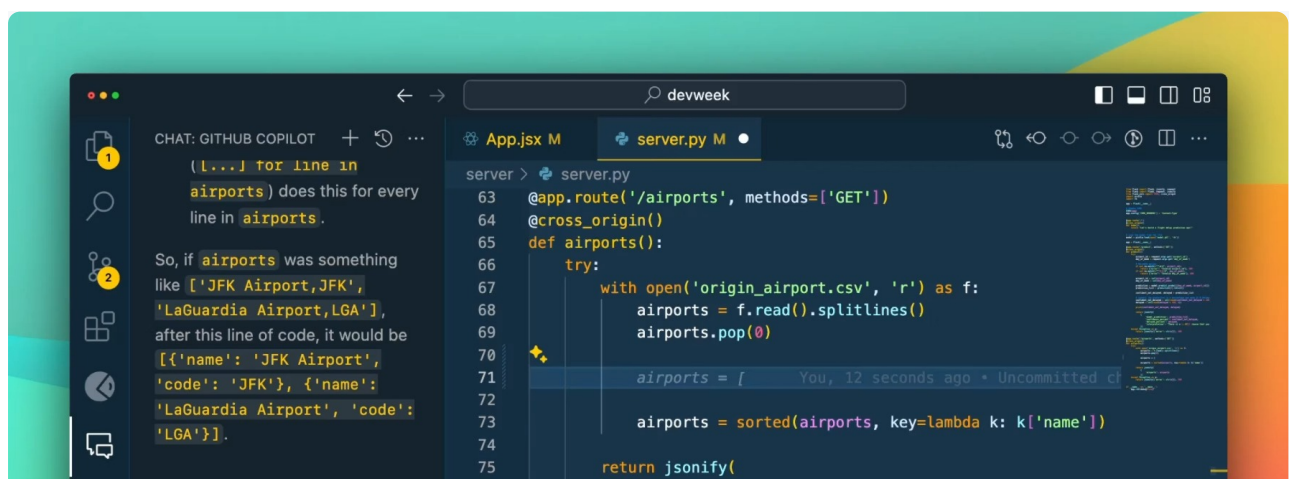 devweek
CHAT: GITHUB COPILOT
([...] for line in
airports) does this for every
line in airports.
So, if airports was something
like ['JFK Airport,JFK',
'LaGuardia Airport,LGA'],
after this line of code, it would be
[{'name': 'JFK Airport',
'code': 'JFK'}, {'name':
'LaGuardia Airport', 'code':
'LGA'}].
1
2
App.jsx M
server.py M
server > server.py
63 @app.route('/airports', methods=['GET'])
64 @cross_origin()
65 def airports():
66 try:
67 with open('origin_airport.csv', 'r') as f:
68 airports = f.read().splitlines()
69 airports.pop(0)
70
71 airports = [ You, 12 seconds ago • Uncommitted ch
72
73 airports = sorted(airports, key=lambda k: k['name'])
74
75 return jsonify(